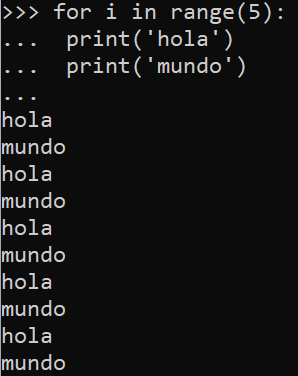 >>> for i in range(5):
...  print('hola')
...  print('mundo')
...
hola
mundo
hola
mundo
hola
mundo
hola
mundo
hola
mundo